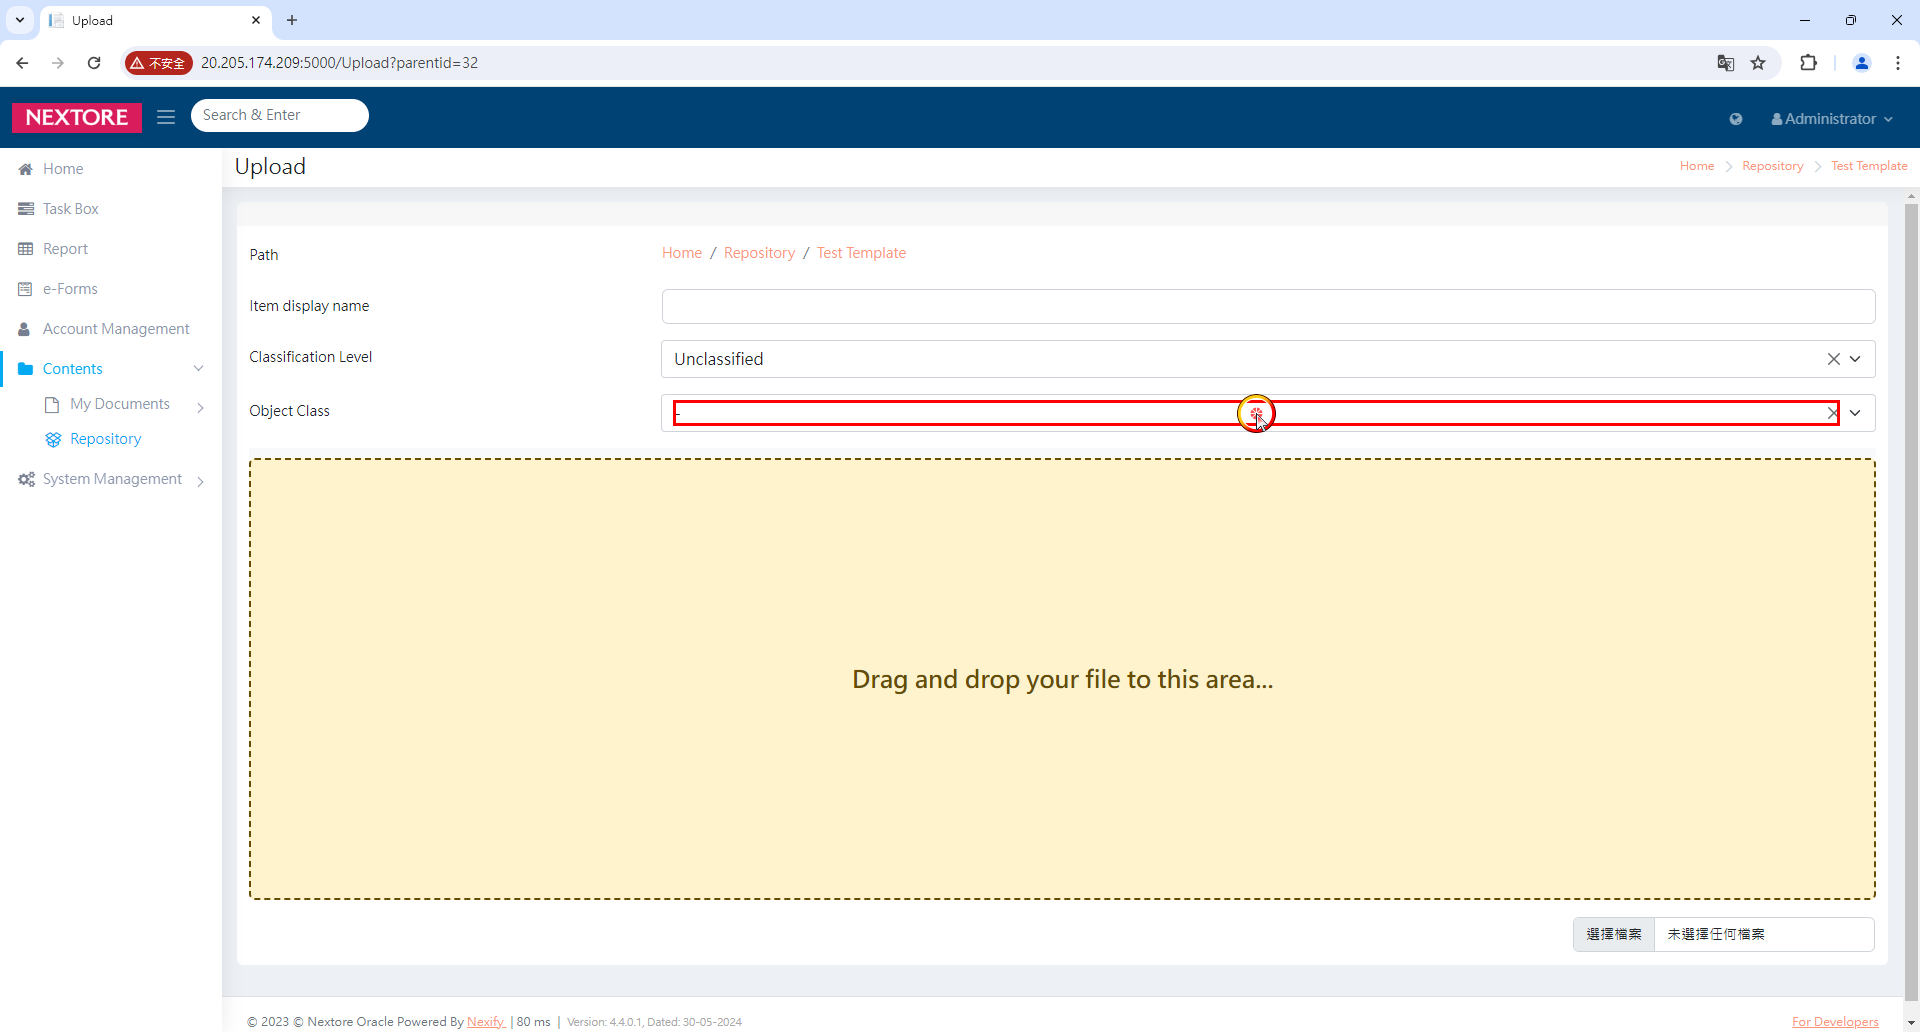 Upload
不安全
20.205.174.209:5000/Upload?parentid=32
NEXTORE
Search & Enter
Administrator
Home
Task Box
Report
e-Forms
Account Management
Contents
My Documents
Repository
System Management
Upload
Home
Repository
Test Template
Path
Home / Repository / Test Template
Item display name
Classification Level
Unclassified
Object Class
-
Drag and drop your file to this area...
選擇檔案
未選擇任何檔案
© 2023 © Nextore Oracle Powered By Nexify | 80 ms | Version: 4.4.0.1, Dated: 30-05-2024
For Developers